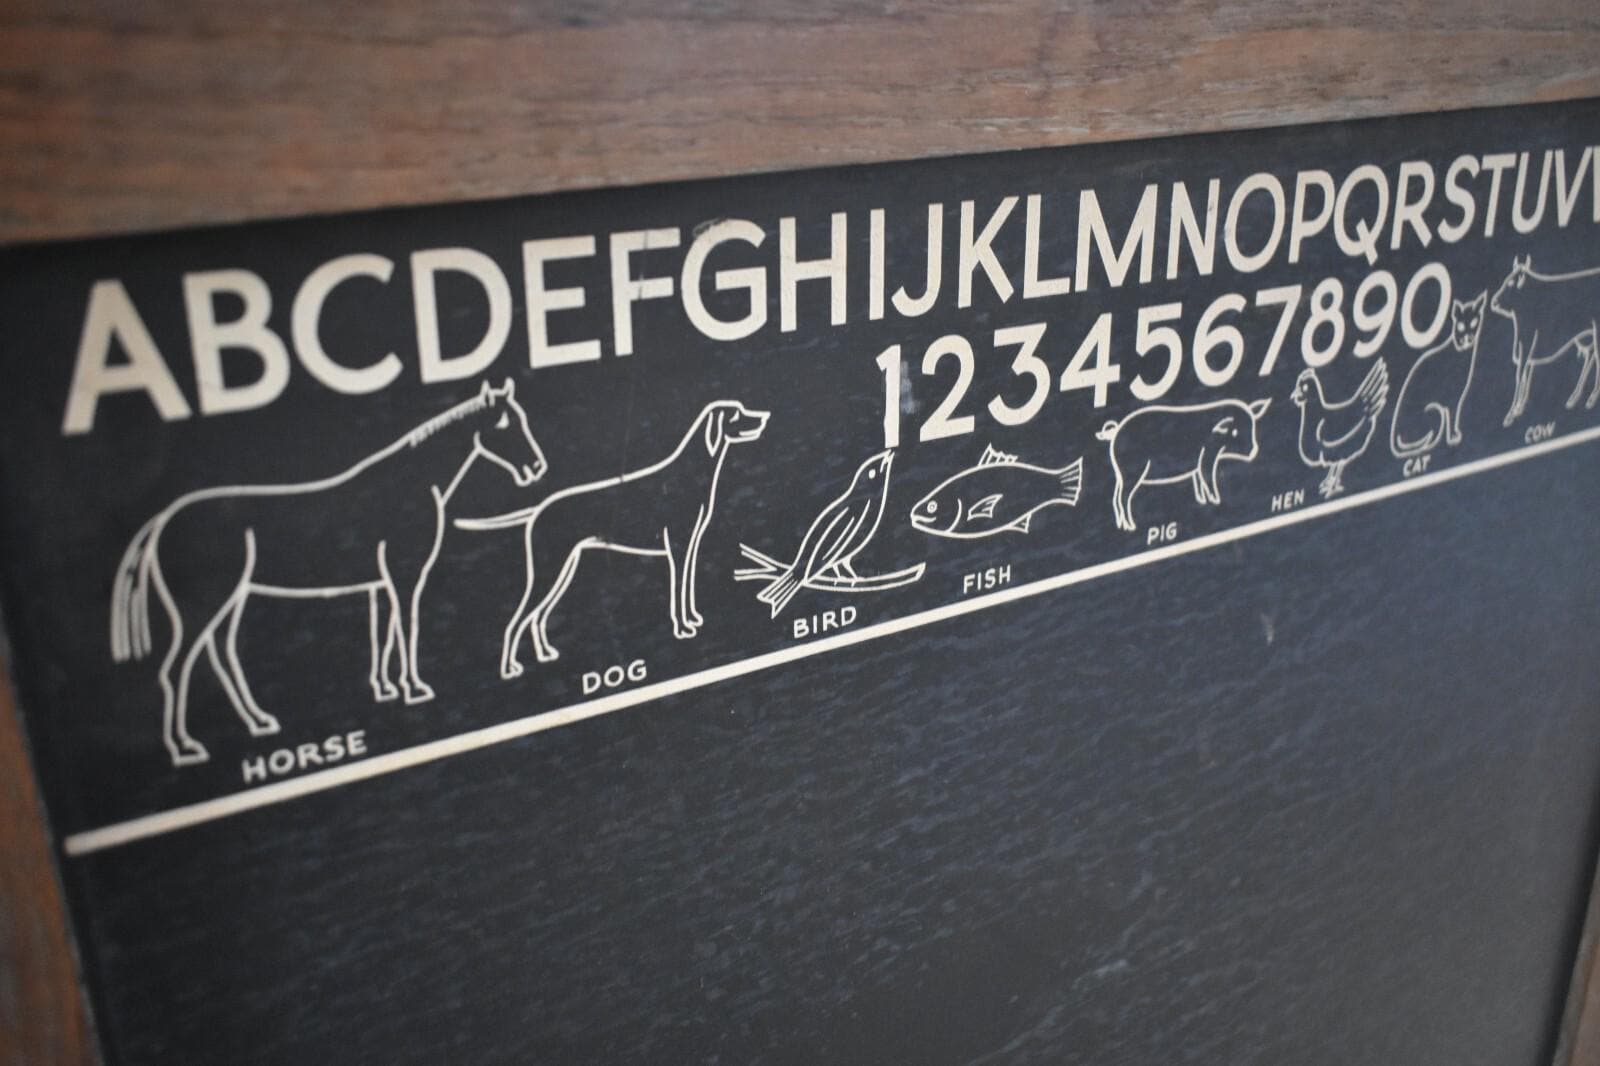 ABCDEFGHIJKLMNOPQRSTUV
1234567890
HORSE DOG BIRD FISH PIG HEN CAT COW